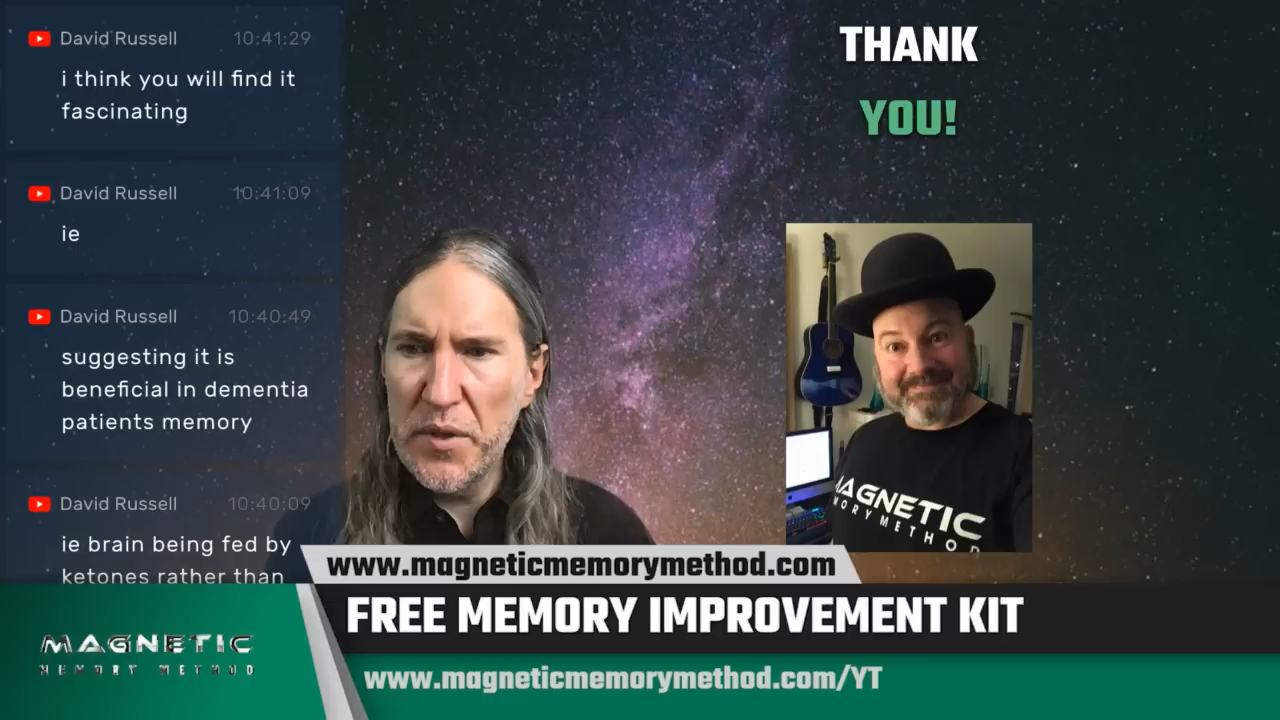 David Russell 10:41:29
i think you will find it
fascinating
David Russell 10:41:09
ie
David Russell 10:40:49
suggesting it is
beneficial in dementia
patients memory
David Russell 10:40:09
ie brain being fed by
ketones rather than
THANK
YOU!
MAGNETIC
MORYMETHOD
www.magneticmemorymethod.com
FREE MEMORY IMPROVEMENT KIT
www.magneticmemorymethod.com/YT
MAGNETIC
MEMORY METHOD